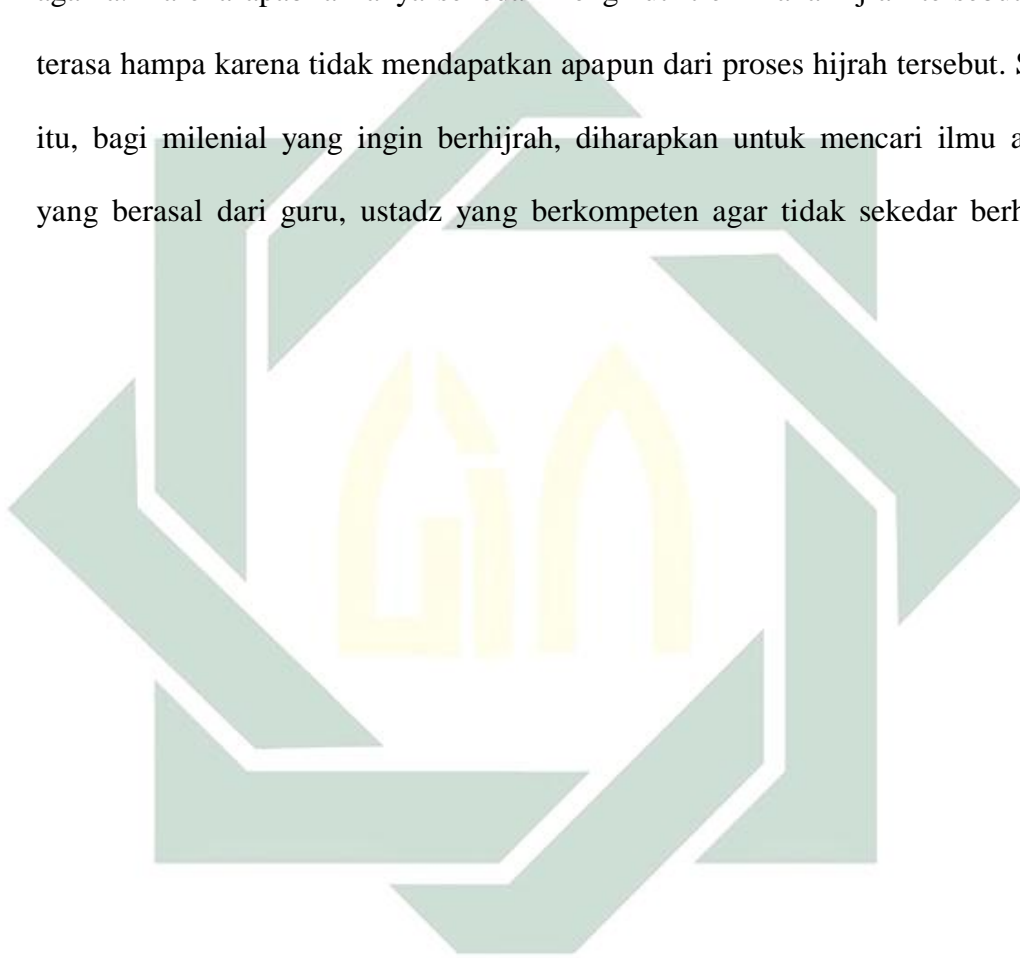 terasa hampa karena tidak mendapatkan apapun dari proses hijrah tersebut.
itu, bagi milenial yang ingin berhijrah, diharapkan untuk mencari ilmu
yang berasal dari guru, ustadz yang berkompeten agar tidak sekedar